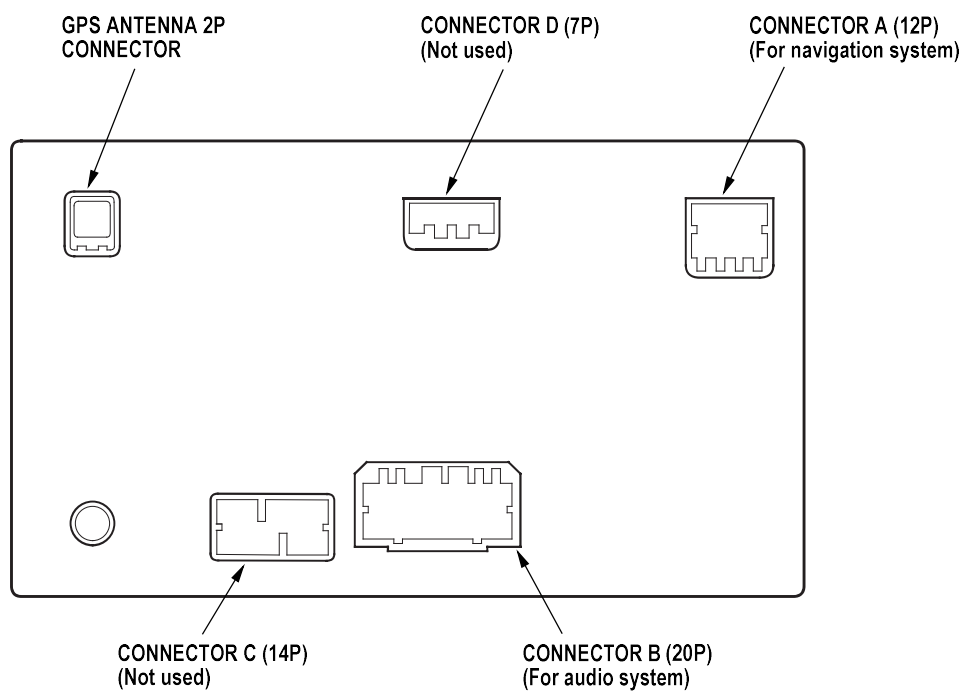 GPS ANTENNA 2P
CONNECTOR
CONNECTOR D (7P)
(Not used)
CONNECTOR A (12P)
(For navigation system)
CONNECTOR C (14P)
(Not used)
CONNECTOR B (20P)
(For audio system)